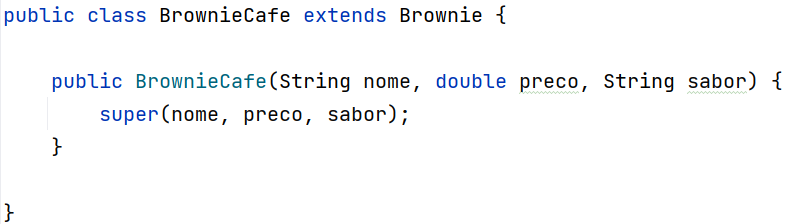 public class BrownieCafe extends Brownie {
public BrownieCafe(String nome, double preco, String sabor) {
super(nome, preco, sabor);
}
}